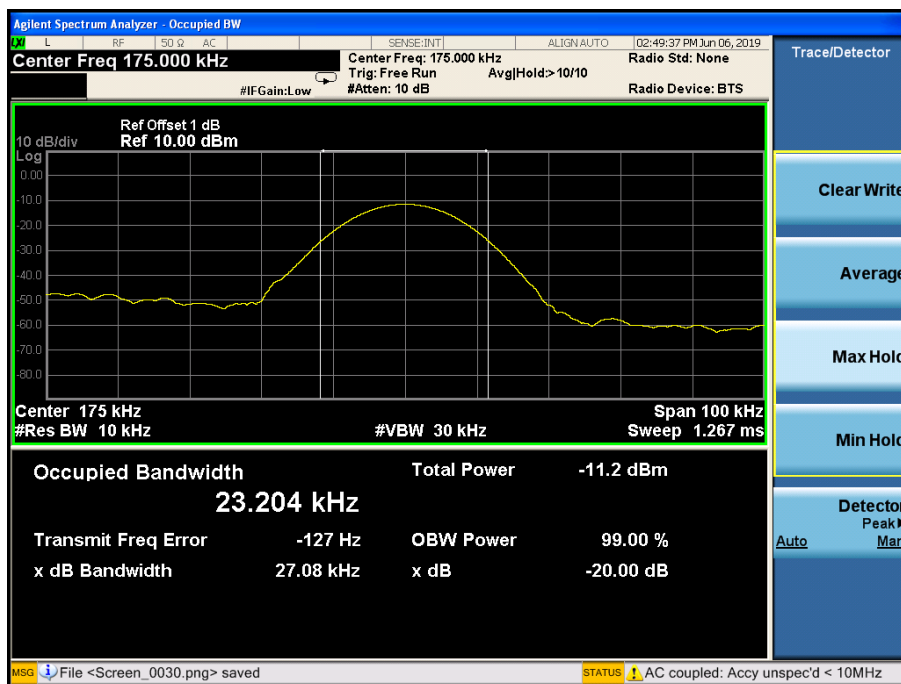 Agilent Spectrum Analyzer - Occupied BW
LXI L RF 50 Ω AC SENSE:INT ALIGN AUTO 02:49:37 PM Jun 06, 2019
Center Freq 175.000 kHz
Center Freq: 175.000 kHz Radio Std: None
Trig: Free Run Avg|Hold:>10/10
#IFGain:Low #Atten: 10 dB Radio Device: BTS
Trace/Detector
Ref Offset 1 dB
10 dB/div Ref 10.00 dBm
Log
0.00
-10.0
-20.0
-30.0
-40.0
-50.0
-60.0
-70.0
-80.0
Center 175 kHz Span 100 kHz
#Res BW 10 kHz #VBW 30 kHz Sweep 1.267 ms
Occupied Bandwidth Total Power -11.2 dBm
23.204 kHz
Transmit Freq Error -127 Hz OBW Power 99.00 %
x dB Bandwidth 27.08 kHz x dB -20.00 dB
Clear Write
Average
Max Hold
Min Hold
Detector
Peak
Auto Man
MSG File <Screen_0030.png> saved STATUS AC coupled: Accy unspec'd < 10MHz